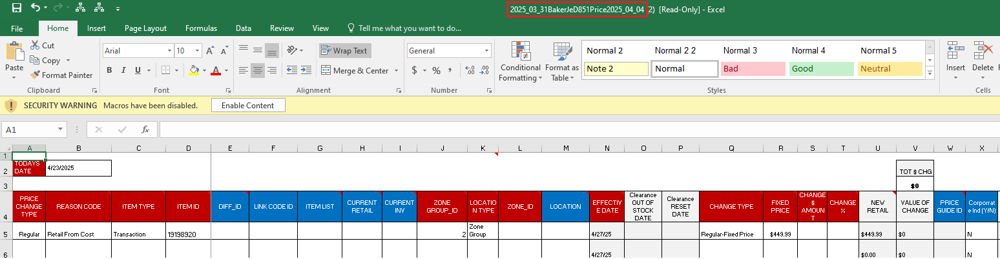 2025_03_31BakerJeD851Price2025_04_04 2) [Read-Only] - Excel
File Home Insert Page Layout Formulas Data Review View Tell me what you want to do...
Cut
Copy
Format Painter
Paste
Clipboard
Arial 10
B I U
Font
Wrap Text
Merge & Center
Alignment
General
$ % ,
Number
Conditional Formatting
Format as Table
Normal 2 Normal 2 2 Normal 3 Normal 4 Normal 5
Note 2 Normal Bad Good Neutral
Styles
Insert Delete
Cells
SECURITY WARNING Macros have been disabled. Enable Content
A1 fx
A B C D E F G H I J K L M N O P Q R S T U V W X
1
2 TODAYS DATE 4/23/2025 TOT $ CHG
3 $0
4 PRICE CHANGE TYPE REASON CODE ITEM TYPE ITEM ID DIFF_ID LINK CODE ID ITEM LIST CURRENT RETAIL CURRENT INV ZONE GROUP_ID LOCATIO N TYPE ZONE_ID LOCATION EFFECTIV E DATE Clearance OUT OF STOCK DATE Clearance RESET DATE CHANGE TYPE FIXED PRICE CHANGE $ AMOUN T CHANGE % NEW RETAIL VALUE OF CHANGE PRICE GUIDE ID Corporrat e Ind (Y/N)
5 Regular Retail From Cost Transaction 19198920 2 Zone Group 4/27/25 Regular-Fixed Price $449.99 $449.99 $0 N
6 4/27/25 $0.00 $0 N